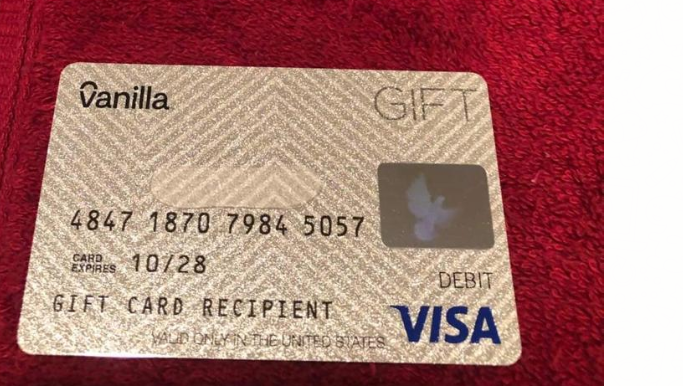 Vanilla
GIFT
4847 1870 7984 5057
CARD
EXPIRES 10/28
DEBIT
GIFT CARD RECIPIENT
VISA
VALID ONLY IN THE UNITED STATES